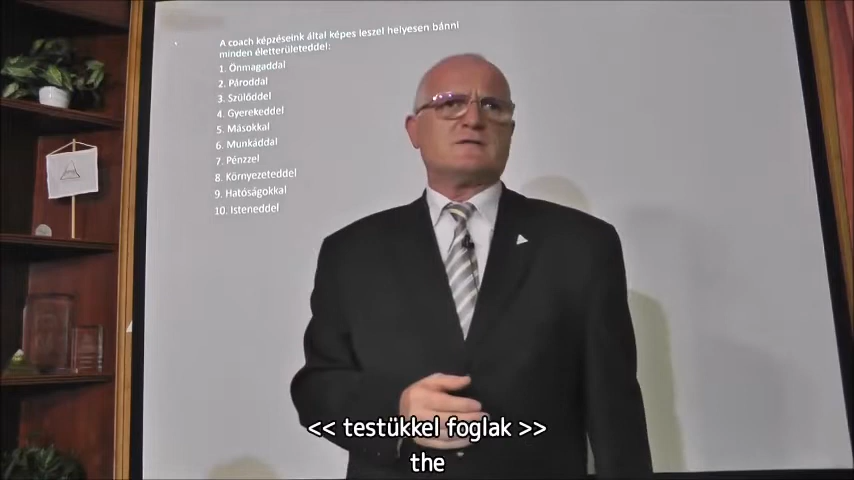 A coach képzéseink által képes leszel helyesen bánni
minden életterületeddel:
1. Önmagaddal
2. Pároddal
3. Szülőddel
4. Gyerekeddel
5. Másokkal
6. Munkáddal
7. Pénzzel
8. Környezeteddel
9. Hatóságokkal
10. Isteneddel
<< testükkel foglak >>
the